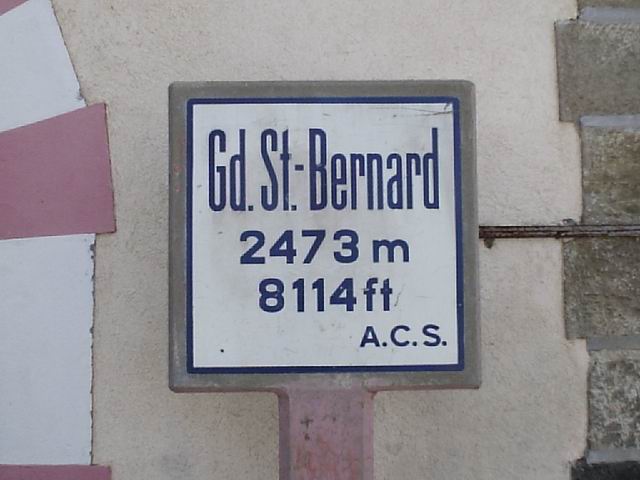 Gd. St.-Bernard
2473 m
8114 ft
A.C.S.